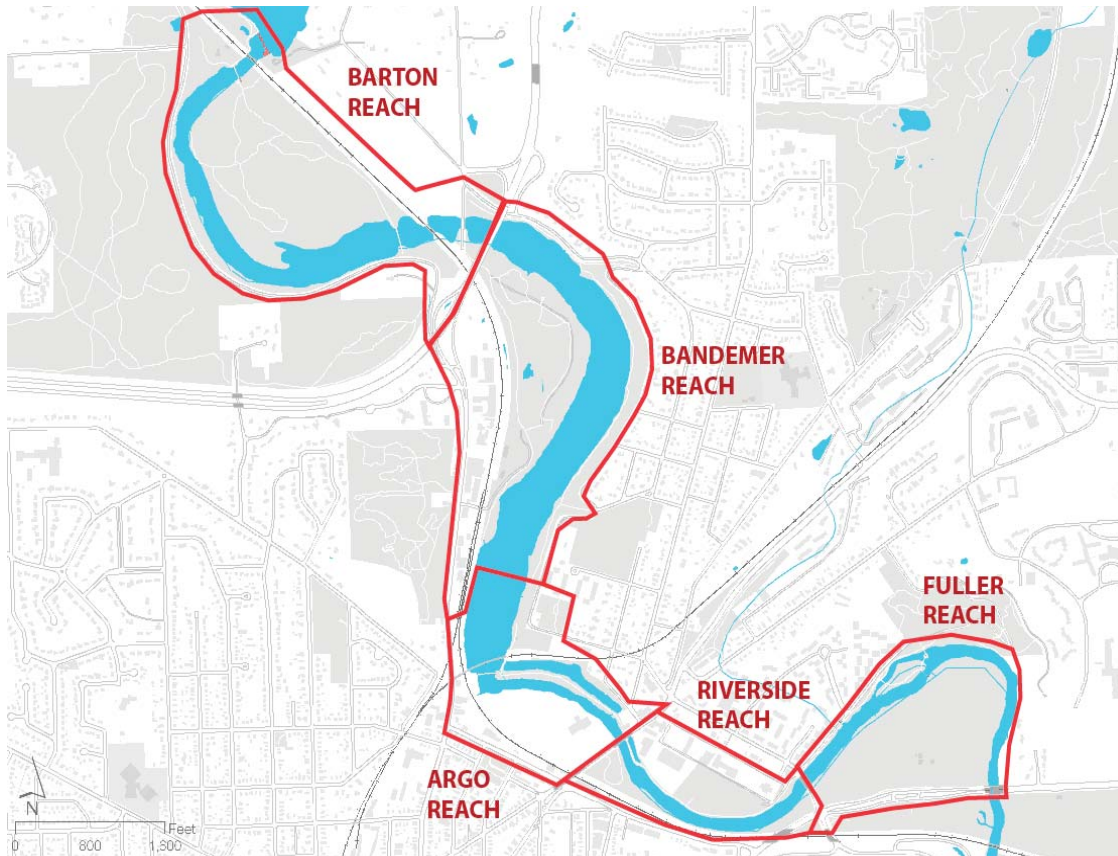 BARTON
REACH
BANDEMER
REACH
FULLER
REACH
RIVERSIDE
REACH
ARGO
REACH
N
Feet
0 800 1,600